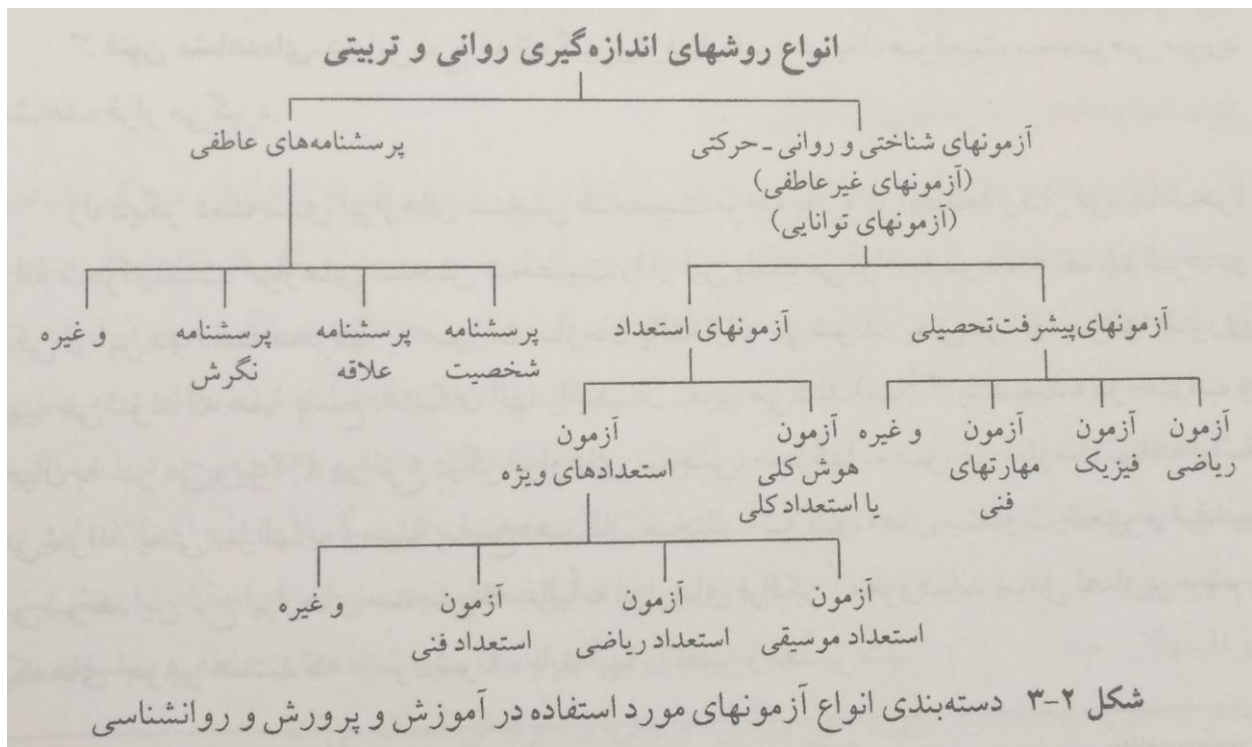 انواع روشهای اندازه‌گیری روانی و تربیتی
آزمونهای شناختی و روانی - حرکتی
(آزمونهای غیرعاطفی)
(آزمونهای توانایی)
پرسشنامه‌های عاطفی
آزمونهای پیشرفت تحصیلی
آزمونهای استعداد
پرسشنامه
شخصیت
پرسشنامه
علاقه
پرسشنامه
نگرش
و غیره
آزمون
ریاضی
آزمون
فیزیک
آزمون
مهارتهای
فنی
و غیره
آزمون
هوش کلی
یا استعداد کلی
آزمون
استعدادهای ویژه
آزمون
استعداد موسیقی
آزمون
استعداد ریاضی
آزمون
استعداد فنی
و غیره
شکل ۲-۳ دسته‌بندی انواع آزمونهای مورد استفاده در آموزش و پرورش و روانشناسی